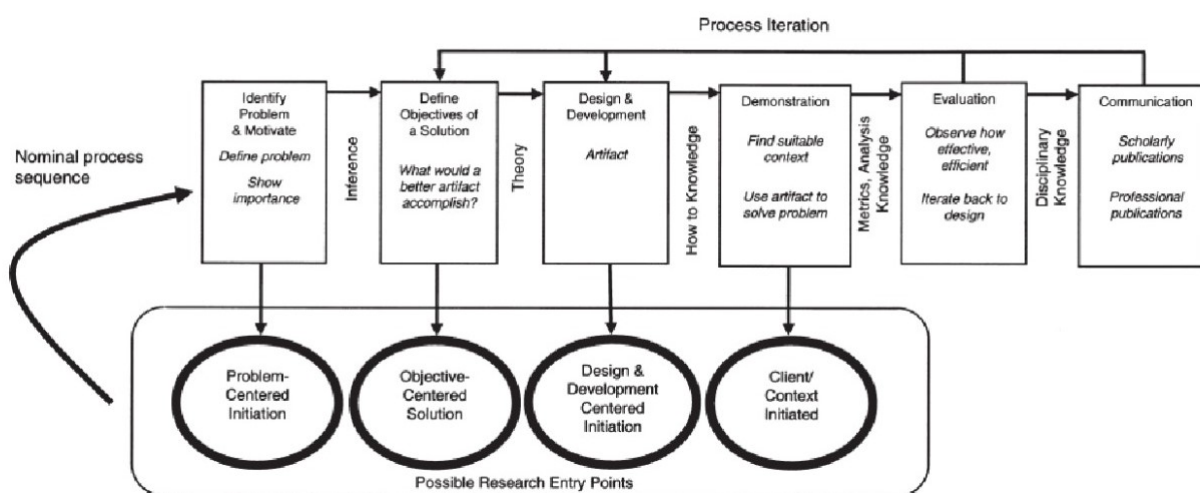 Process Iteration
Nominal process
sequence
Identify
Problem
& Motivate
Define problem
Show
importance
Inference
Define
Objectives of
a Solution
What would a
better artifact
accomplish?
Theory
Design &
Development
Artifact
How to Knowledge
Demonstration
Find suitable
context
Use artifact to
solve problem
Metrics, Analysis
Knowledge
Evaluation
Observe how
effective,
efficient
Iterate back to
design
Disciplinary
Knowledge
Communication
Scholarly
publications
Professional
publications
Problem-
Centered
Initiation
Objective-
Centered
Solution
Design &
Development
Centered
Initiation
Client/
Context
Initiated
Possible Research Entry Points